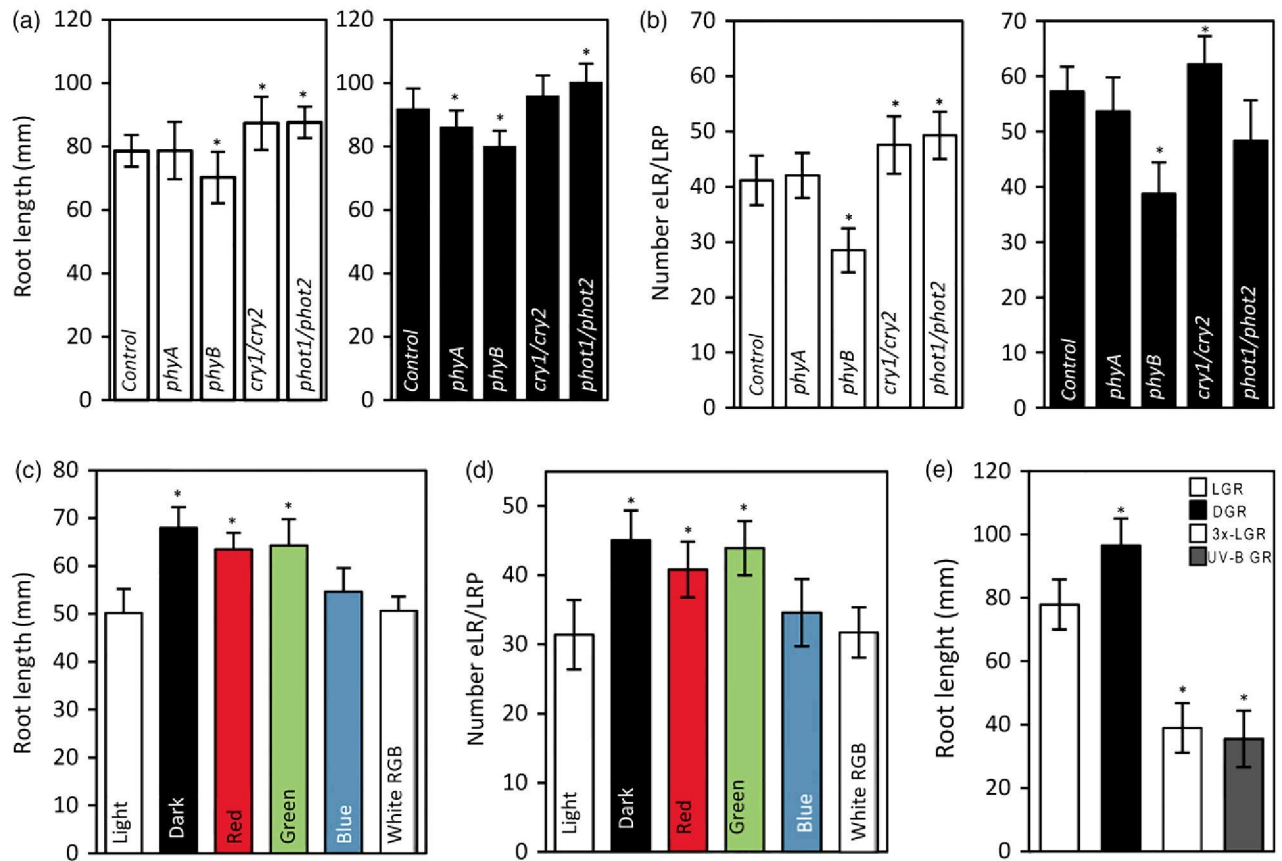 (a)
Root length (mm)
120
100
80
60
40
20
0
*
*
*
Control
phyA
phyB
cry1/cry2
phot1/phot2
120
100
80
60
40
20
0
*
*
*
Control
phyA
phyB
cry1/cry2
phot1/phot2
(b)
Number eLR/LRP
70
60
50
40
30
20
10
0
*
*
*
Control
phyA
phyB
cry1/cry2
phot1/phot2
70
60
50
40
30
20
10
0
*
*
Control
phyA
phyB
cry1/cry2
phot1/phot2
(c)
Root length (mm)
80
70
60
50
40
30
20
10
0
*
*
*
Light
Dark
Red
Green
Blue
White RGB
(d)
Number eLR/LRP
50
40
30
20
10
0
*
*
*
Light
Dark
Red
Green
Blue
White RGB
(e)
Root lenght (mm)
120
100
80
60
40
20
0
*
*
*
LGR
DGR
3x-LGR
UV-B GR